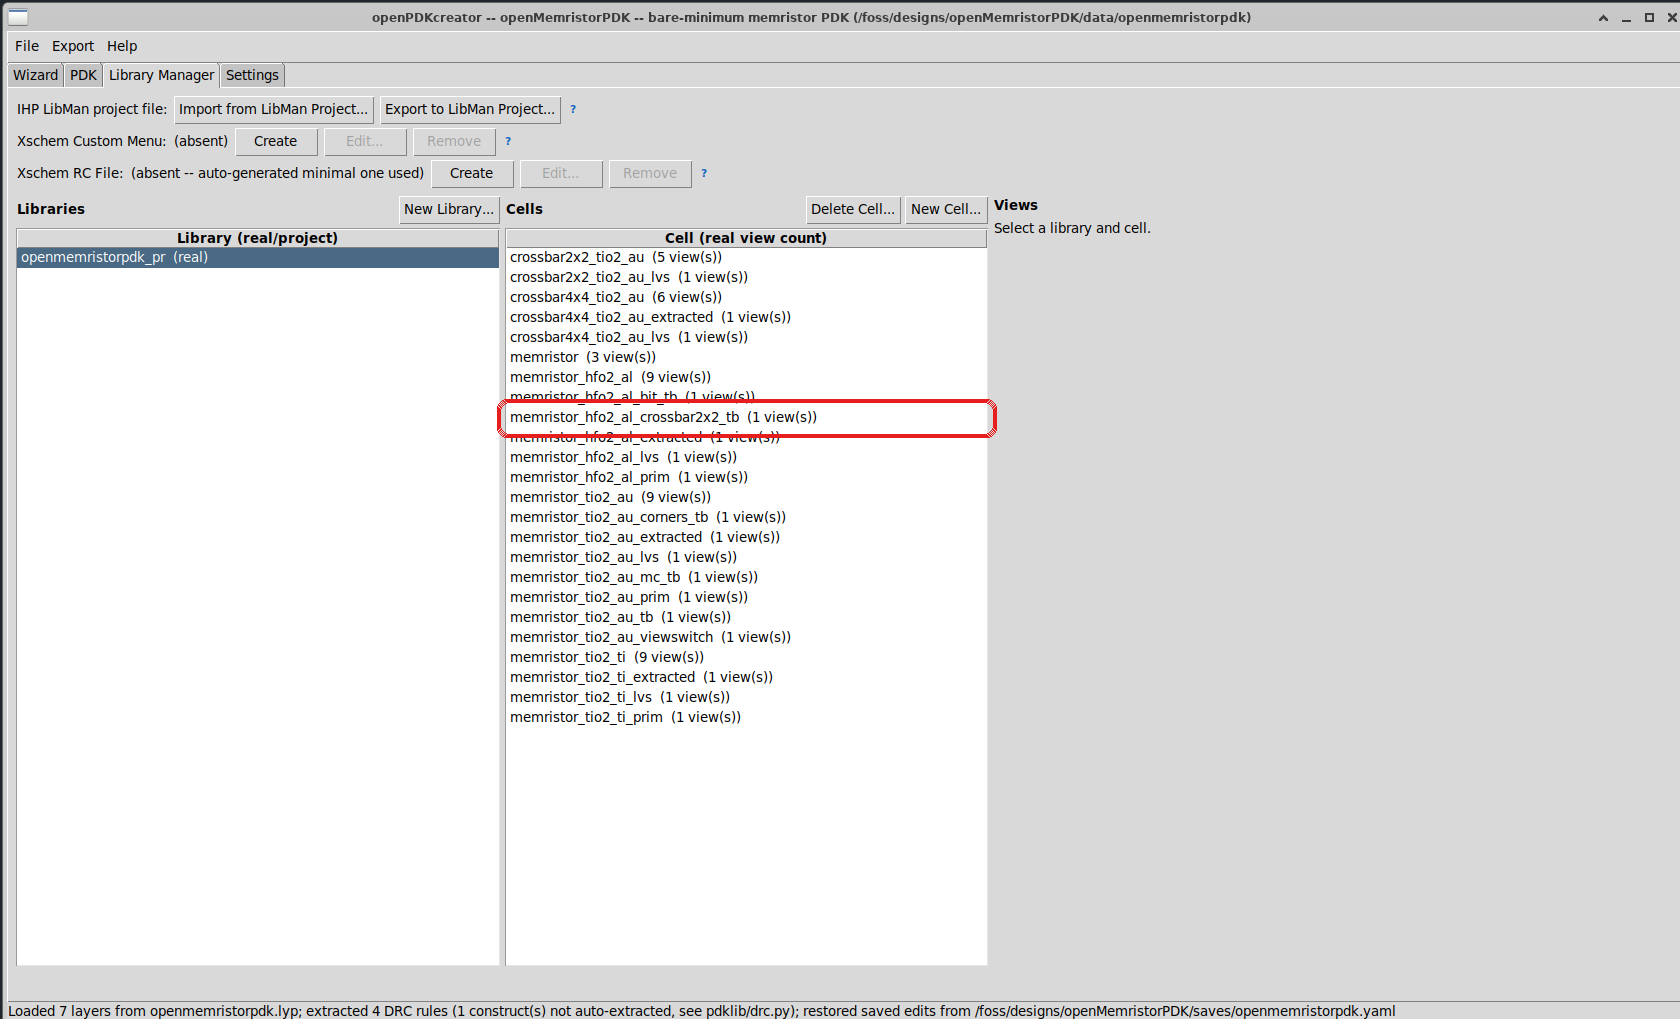 openPDKcreator -- openMemristorPDK -- bare-minimum memristor PDK (/foss/designs/openMemristorPDK/data/openmemristorpdk)
File Export Help
Wizard PDK Library Manager Settings
IHP LibMan project file: Import from LibMan Project... Export to LibMan Project... ?
Xschem Custom Menu: (absent) Create Edit... Remove ?
Xschem RC File: (absent -- auto-generated minimal one used) Create Edit... Remove ?
Libraries New Library... Cells Delete Cell... New Cell... Views
Select a library and cell.
Library (real/project) Cell (real view count)
openmemristorpdk_pr (real)
crossbar2x2_tio2_au (5 view(s))
crossbar2x2_tio2_au_lvs (1 view(s))
crossbar4x4_tio2_au (6 view(s))
crossbar4x4_tio2_au_extracted (1 view(s))
crossbar4x4_tio2_au_lvs (1 view(s))
memristor (3 view(s))
memristor_hfo2_al (9 view(s))
memristor_hfo2_al_bit_tb (1 view(s))
memristor_hfo2_al_crossbar2x2_tb (1 view(s))
memristor_hfo2_al_extracted (1 view(s))
memristor_hfo2_al_lvs (1 view(s))
memristor_hfo2_al_prim (1 view(s))
memristor_tio2_au (9 view(s))
memristor_tio2_au_corners_tb (1 view(s))
memristor_tio2_au_extracted (1 view(s))
memristor_tio2_au_lvs (1 view(s))
memristor_tio2_au_mc_tb (1 view(s))
memristor_tio2_au_prim (1 view(s))
memristor_tio2_au_tb (1 view(s))
memristor_tio2_au_viewswitch (1 view(s))
memristor_tio2_ti (9 view(s))
memristor_tio2_ti_extracted (1 view(s))
memristor_tio2_ti_lvs (1 view(s))
memristor_tio2_ti_prim (1 view(s))
Loaded 7 layers from openmemristorpdk.lyp; extracted 4 DRC rules (1 construct(s) not auto-extracted, see pdklib/drc.py); restored saved edits from /foss/designs/openMemristorPDK/saves/openmemristorpdk.yaml